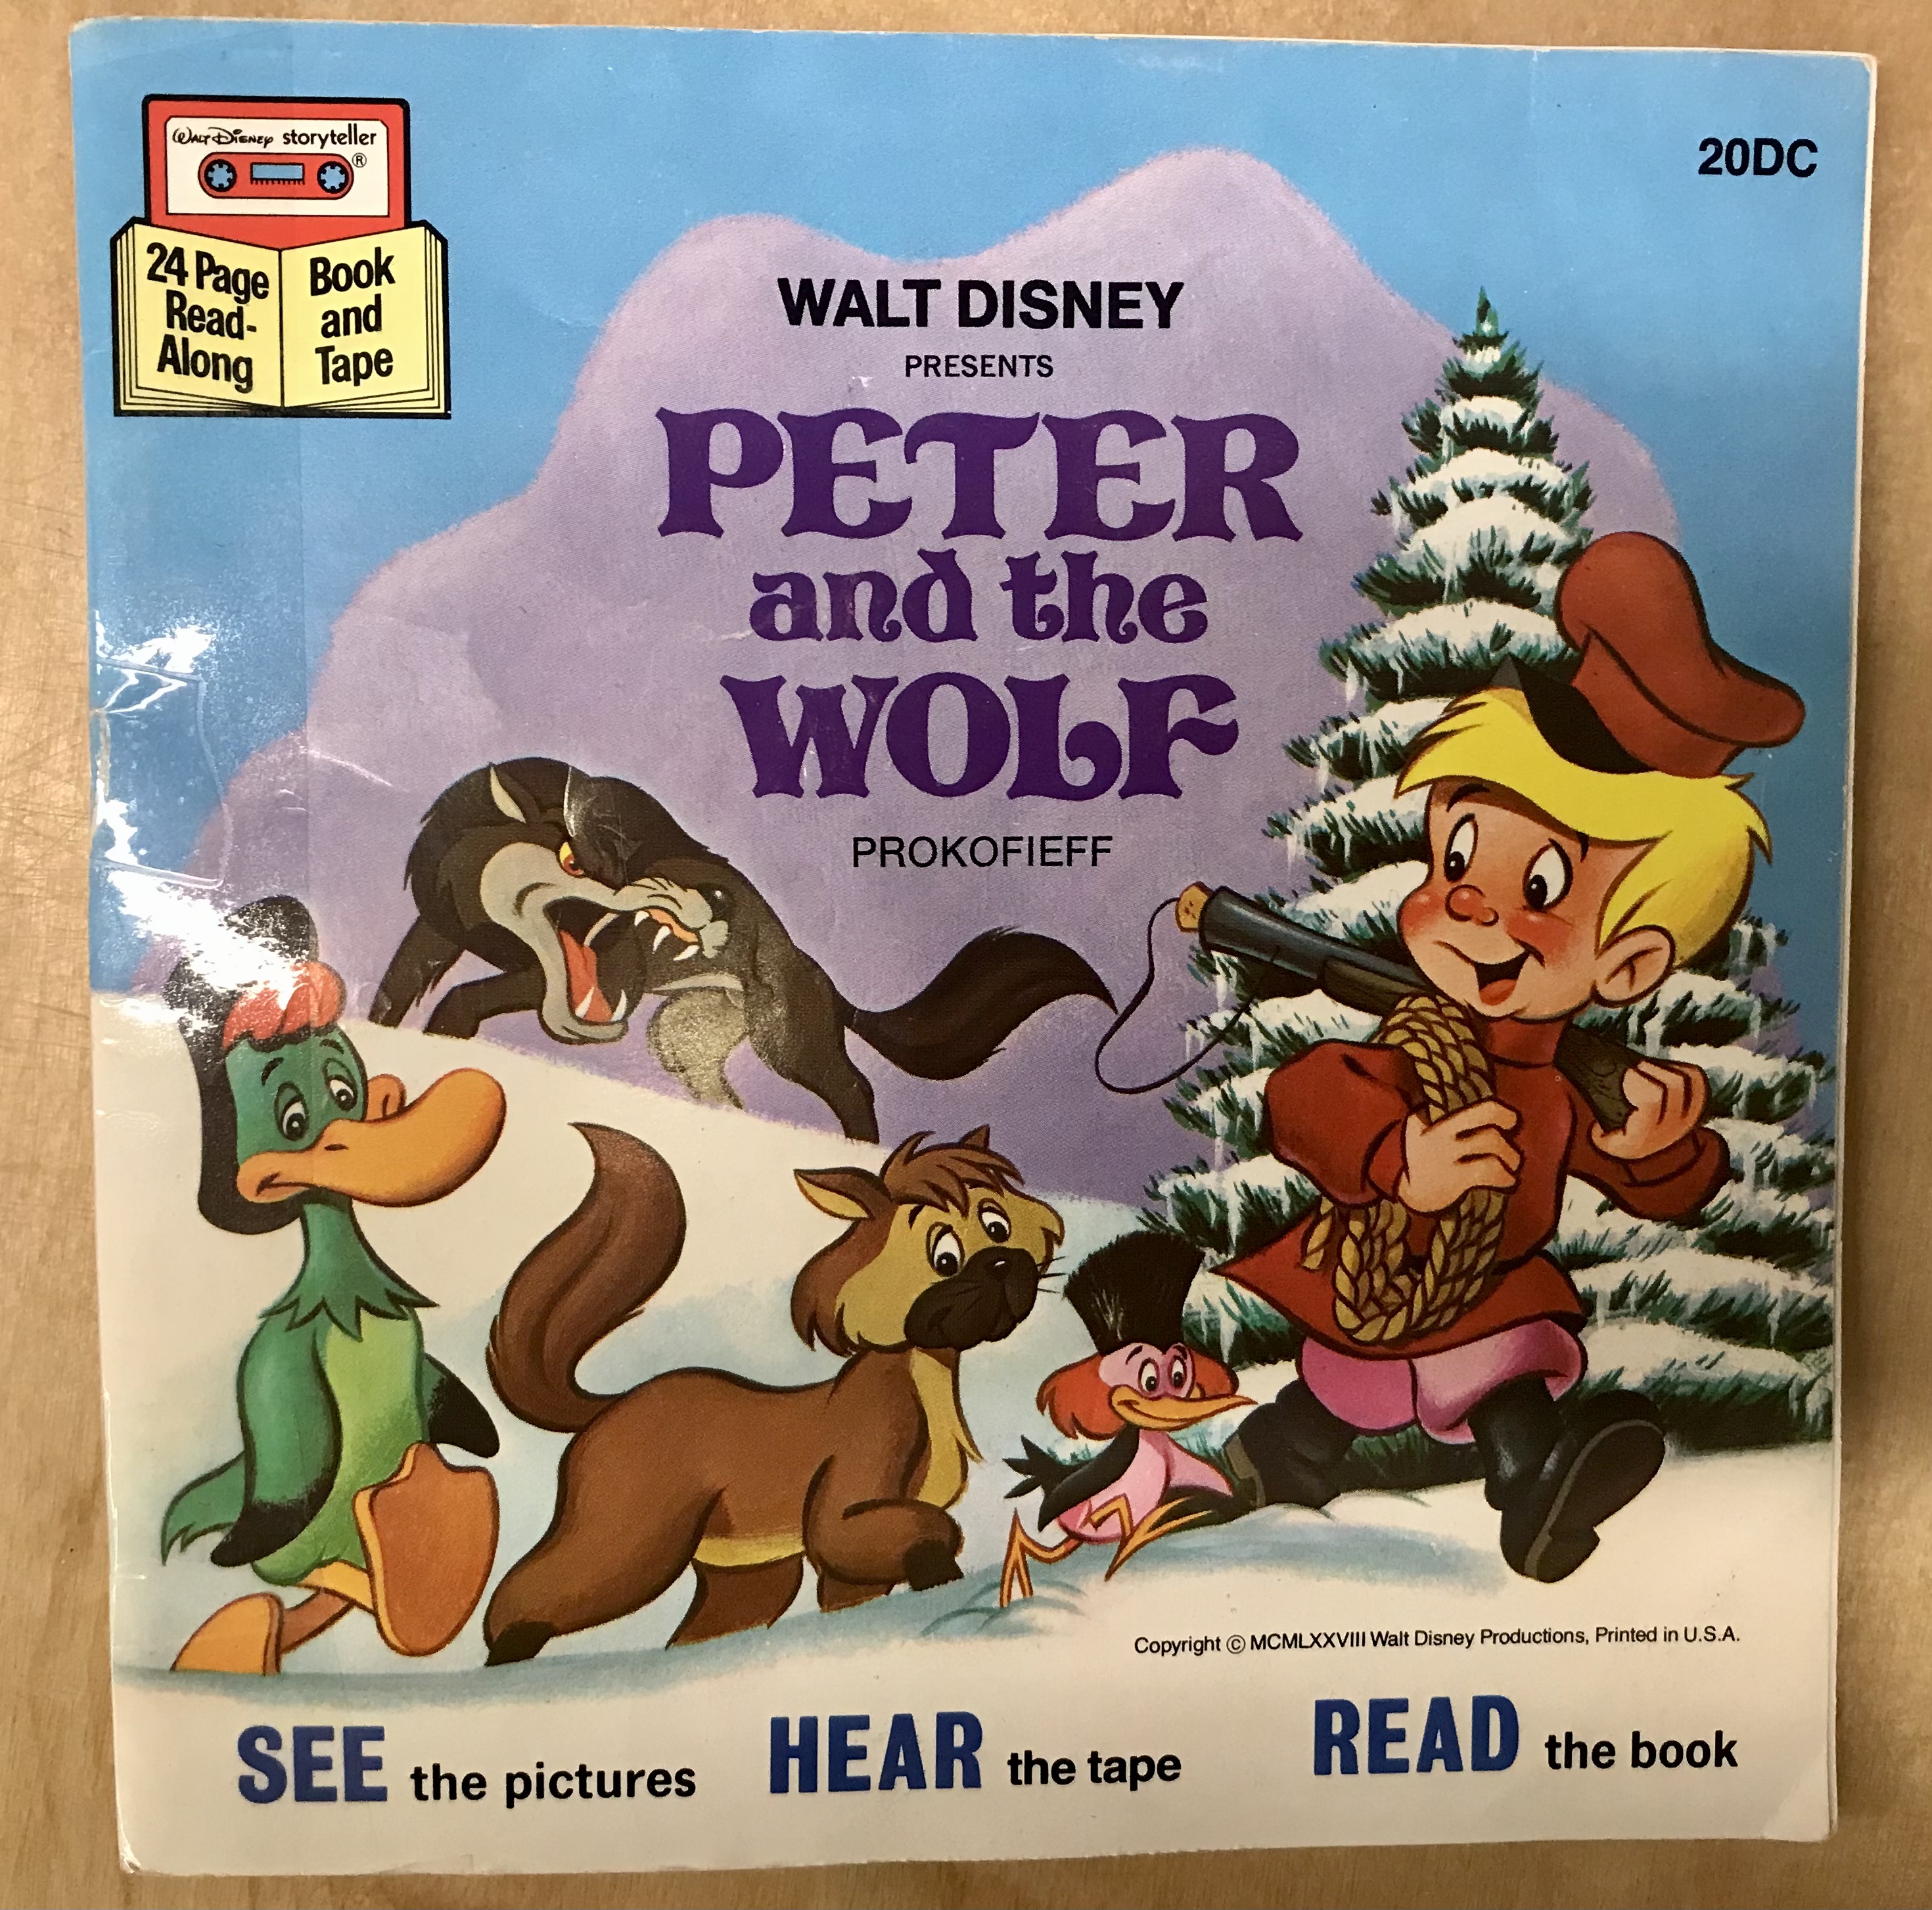 WALT DISNEY storyteller
®
24 Page
Read-
Along
Book
and
Tape
20DC
WALT DISNEY
PRESENTS
PETER
and the
WOLF
PROKOFIEFF
Copyright © MCMLXXVIII Walt Disney Productions, Printed in U.S.A.
SEE the pictures HEAR the tape READ the book